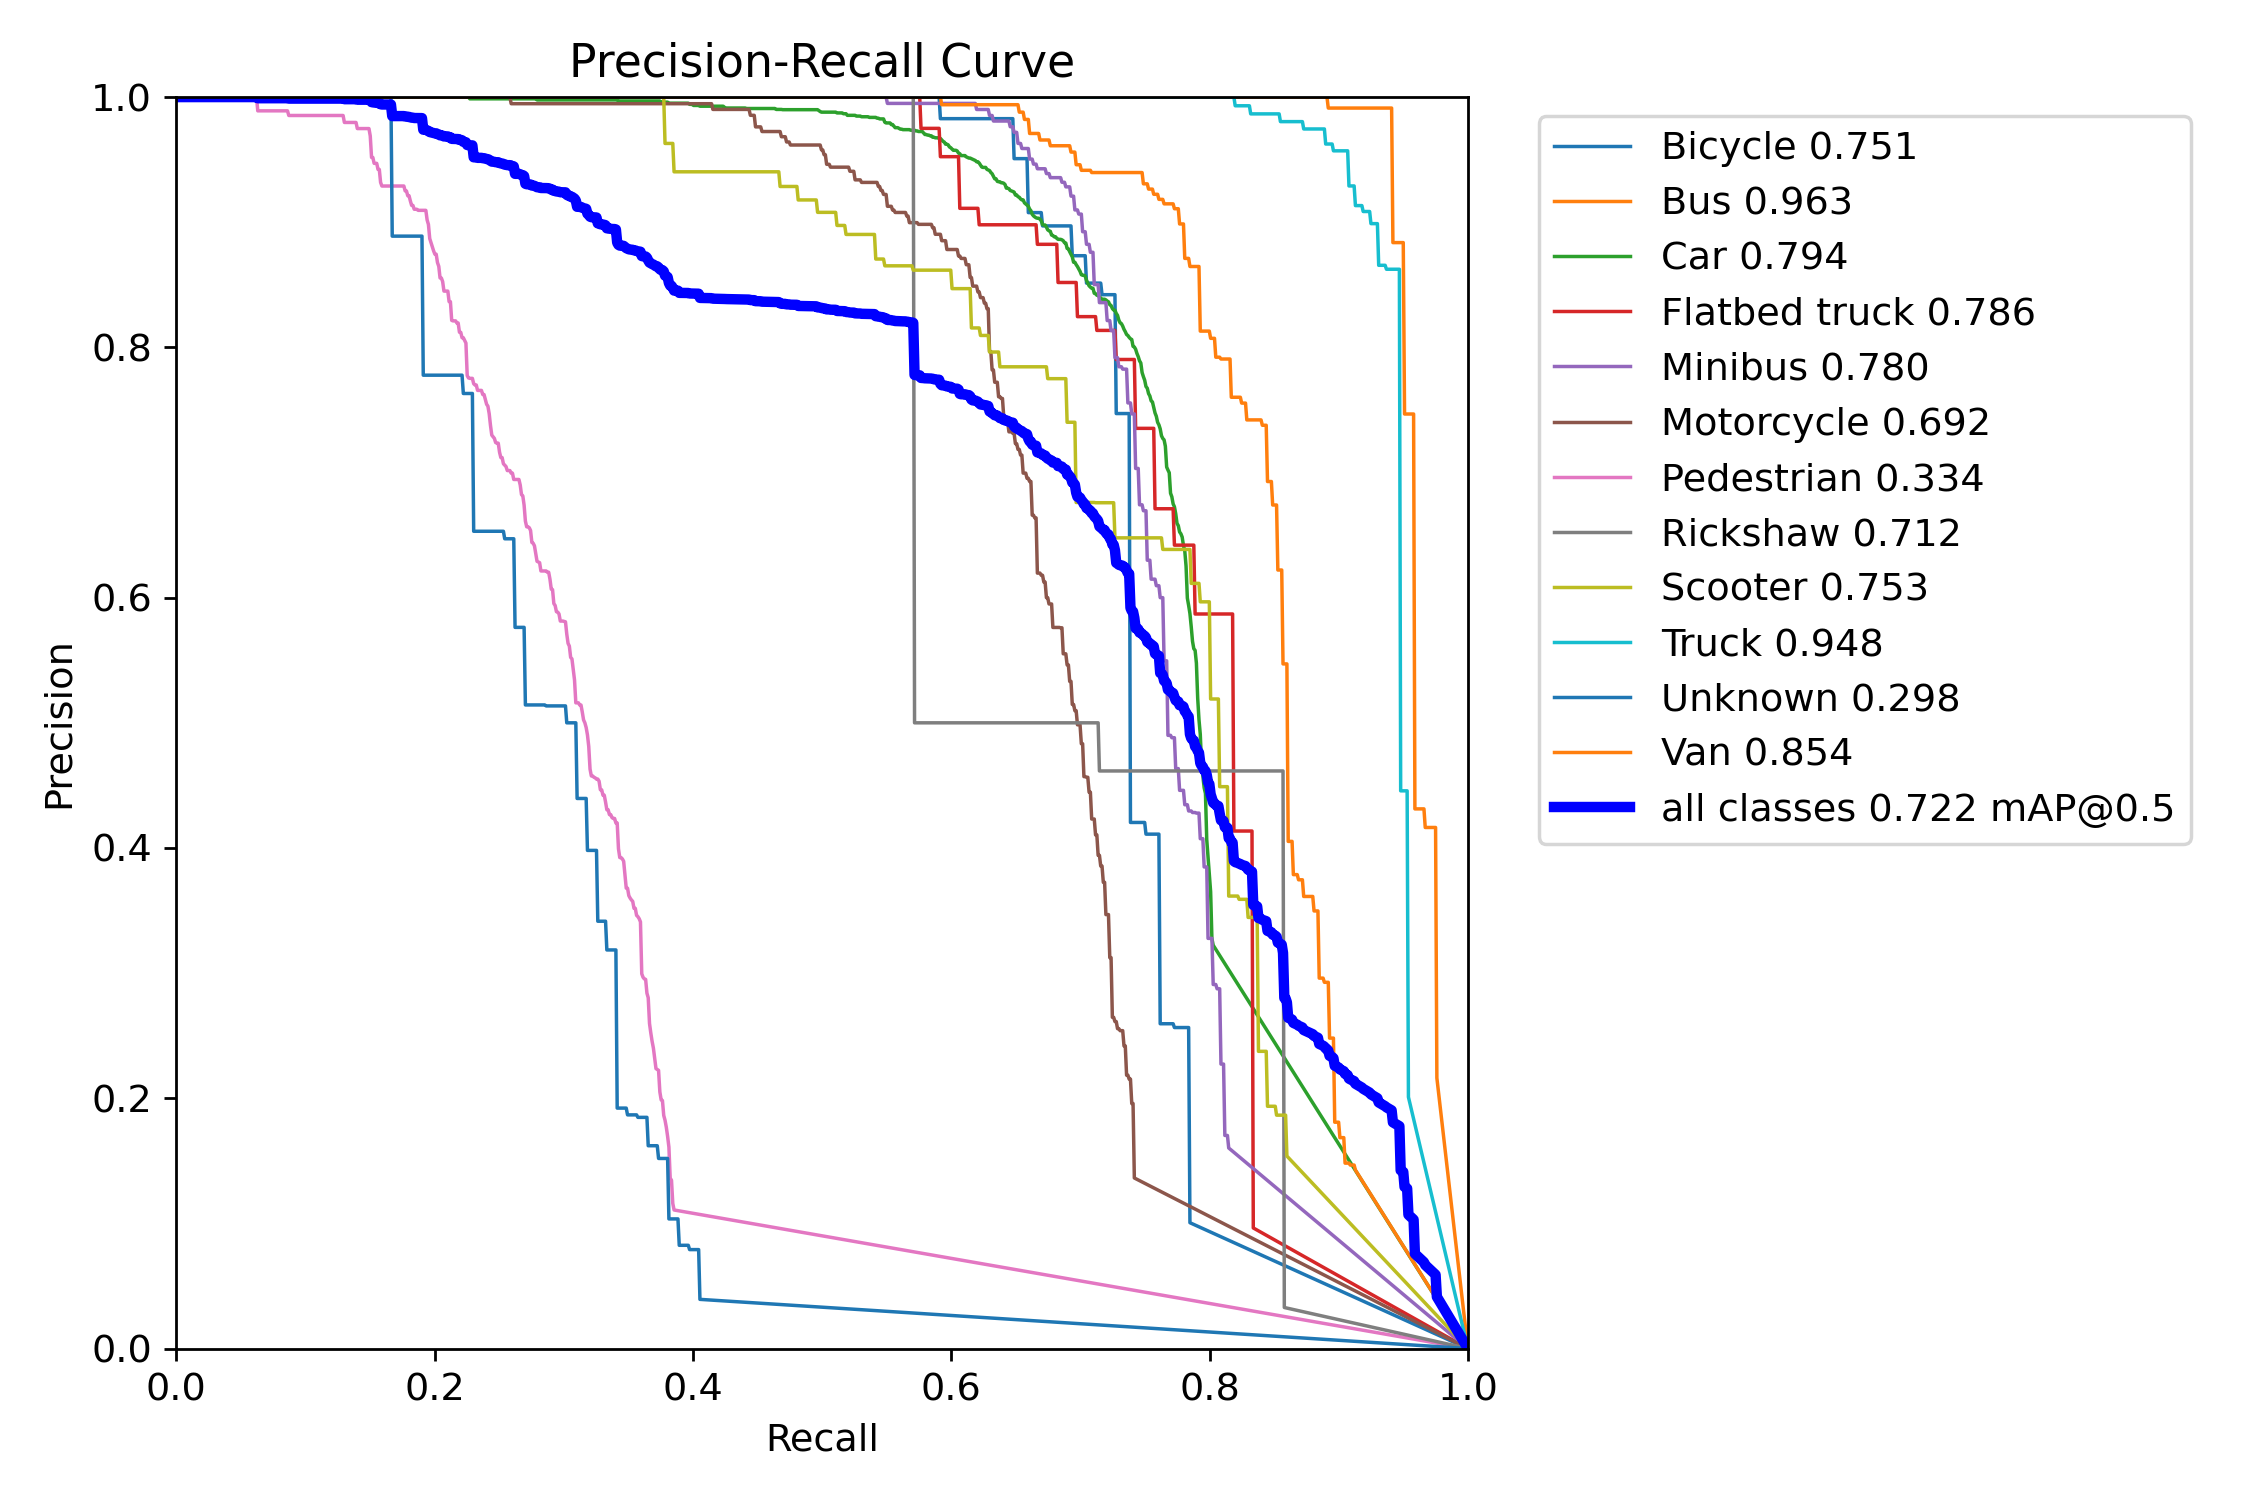 Precision-Recall Curve
1.0
0.8
0.6
0.4
0.2
0.0
Precision
0.0 0.2 0.4 0.6 0.8 1.0
Recall
Bicycle 0.751
Bus 0.963
Car 0.794
Flatbed truck 0.786
Minibus 0.780
Motorcycle 0.692
Pedestrian 0.334
Rickshaw 0.712
Scooter 0.753
Truck 0.948
Unknown 0.298
Van 0.854
all classes 0.722 mAP@0.5